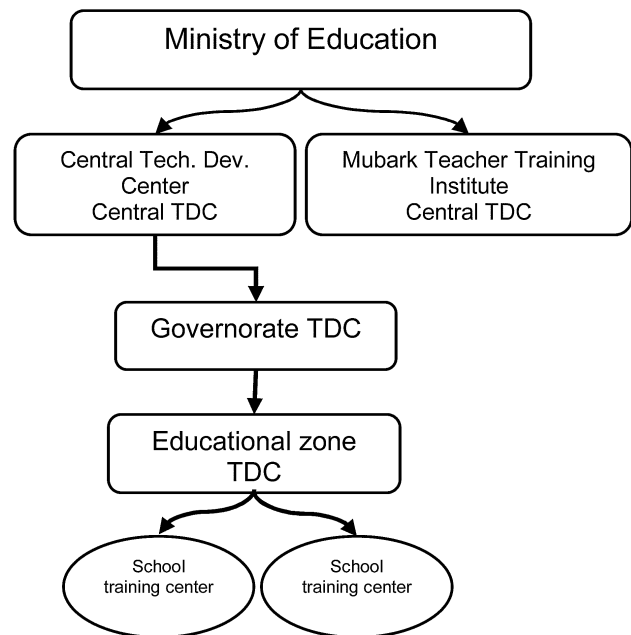 Ministry of Education
Central Tech. Dev.
Center
Central TDC
Mubark Teacher Training
Institute
Central TDC
Governorate TDC
Educational zone
TDC
School
training center
School
training center